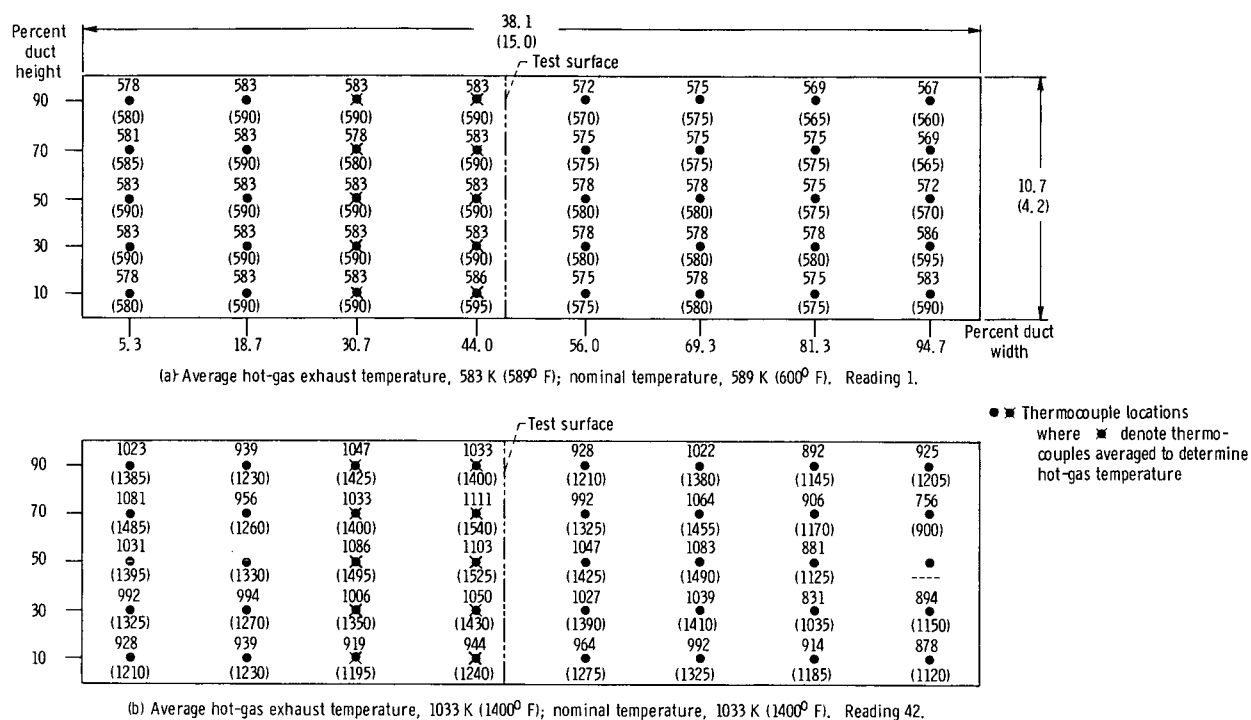 38.1
(15.0)
Percent
duct
height
Test surface
578 583 583 583 572 575 569 567
90
(580) (590) (590) (590) (570) (575) (565) (560)
581 583 578 583 575 575 575 569
70
(585) (590) (580) (590) (575) (575) (575) (565)
583 583 583 583 578 578 575 572
50
(590) (590) (590) (590) (580) (580) (575) (570)
10.7
(4.2)
583 583 583 583 578 578 578 586
30
(590) (590) (590) (590) (580) (580) (580) (595)
578 583 583 586 575 578 575 583
10
(580) (590) (590) (595) (575) (580) (575) (590)
5.3 18.7 30.7 44.0 56.0 69.3 81.3 94.7
Percent duct
width
(a) Average hot-gas exhaust temperature, 583 K (589° F); nominal temperature, 589 K (600° F). Reading 1.
Test surface
1023 939 1047 1033 928 1022 892 925
90
(1385) (1230) (1425) (1400) (1210) (1380) (1145) (1205)
1081 956 1033 1111 992 1064 906 756
70
(1485) (1260) (1400) (1540) (1325) (1455) (1170) (900)
1031 1086 1103 1047 1083 881
50
(1395) (1330) (1495) (1525) (1425) (1490) (1125) ----
992 994 1006 1050 1027 1039 831 894
30
(1325) (1270) (1350) (1430) (1390) (1410) (1035) (1150)
928 939 919 944 964 992 914 878
10
(1210) (1230) (1195) (1240) (1275) (1325) (1185) (1120)
Thermocouple locations
where denote thermo-
couples averaged to determine
hot-gas temperature
(b) Average hot-gas exhaust temperature, 1033 K (1400° F); nominal temperature, 1033 K (1400° F). Reading 42.